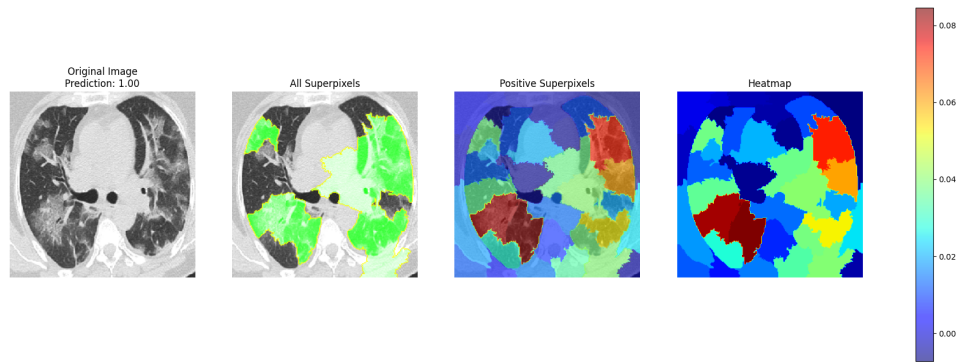 Original Image
Prediction: 1.00
All Superpixels
Positive Superpixels
Heatmap
0.08
0.06
0.04
0.02
0.00